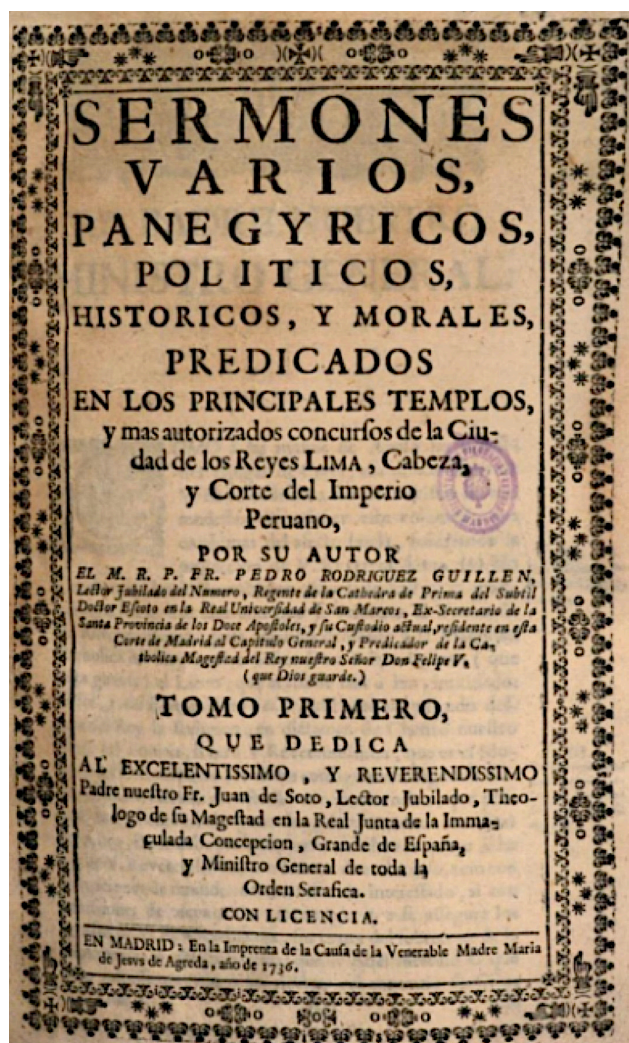 SERMONES
VARIOS,
PANEGYRICOS,
POLITICOS,
HISTORICOS, Y MORALES,
PREDICADOS
EN LOS PRINCIPALES TEMPLOS,
y mas autorizados concursos de la Ciu-
dad de los Reyes LIMA, Cabeza,
y Corte del Imperio
Peruano,
POR SU AUTOR
EL M. R. P. FR. PEDRO RODRIGUEZ GUILLEN,
Lector Jubilado del Numero, Regente de la Cathedra de Prima del Subtil
Doctor Escoto en la Real Universidad de San Marcos, Ex-Secretario de la
Santa Provincia de los Doce Apostoles, y su Custodio actual, residente en esta
Corte de Madrid al Capitulo General, y Predicador de la Ca-
tholica Magestad del Rey nuestro Señor Don Felipe V.
(que Dios guarde.)
TOMO PRIMERO,
QUE DEDICA
AL EXCELENTISSIMO, Y REVERENDISSIMO
Padre nuestro Fr. Juan de Soto, Lector Jubilado, Theo-
logo de su Magestad en la Real Junta de la Imma-
culada Concepcion, Grande de España,
y Ministro General de toda la
Orden Serafica.
CON LICENCIA.
EN MADRID: En la Imprenta de la Causa de la Venerable Madre Maria
de Jesvs de Agreda, año de 1736.